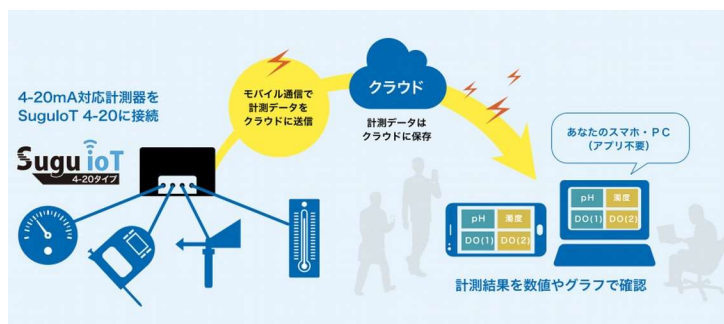 4-20mA対応計測器を
SuguIoT 4-20に接続
Sugu ioT
4-20タイプ
モバイル通信で
計測データを
クラウドに送信
クラウド
計測データは
クラウドに保存
あなたのスマホ・PC
（アプリ不要）
pH 濁度
DO(1) DO(2)
pH 濁度
DO(1) DO(2)
計測結果を数値やグラフで確認